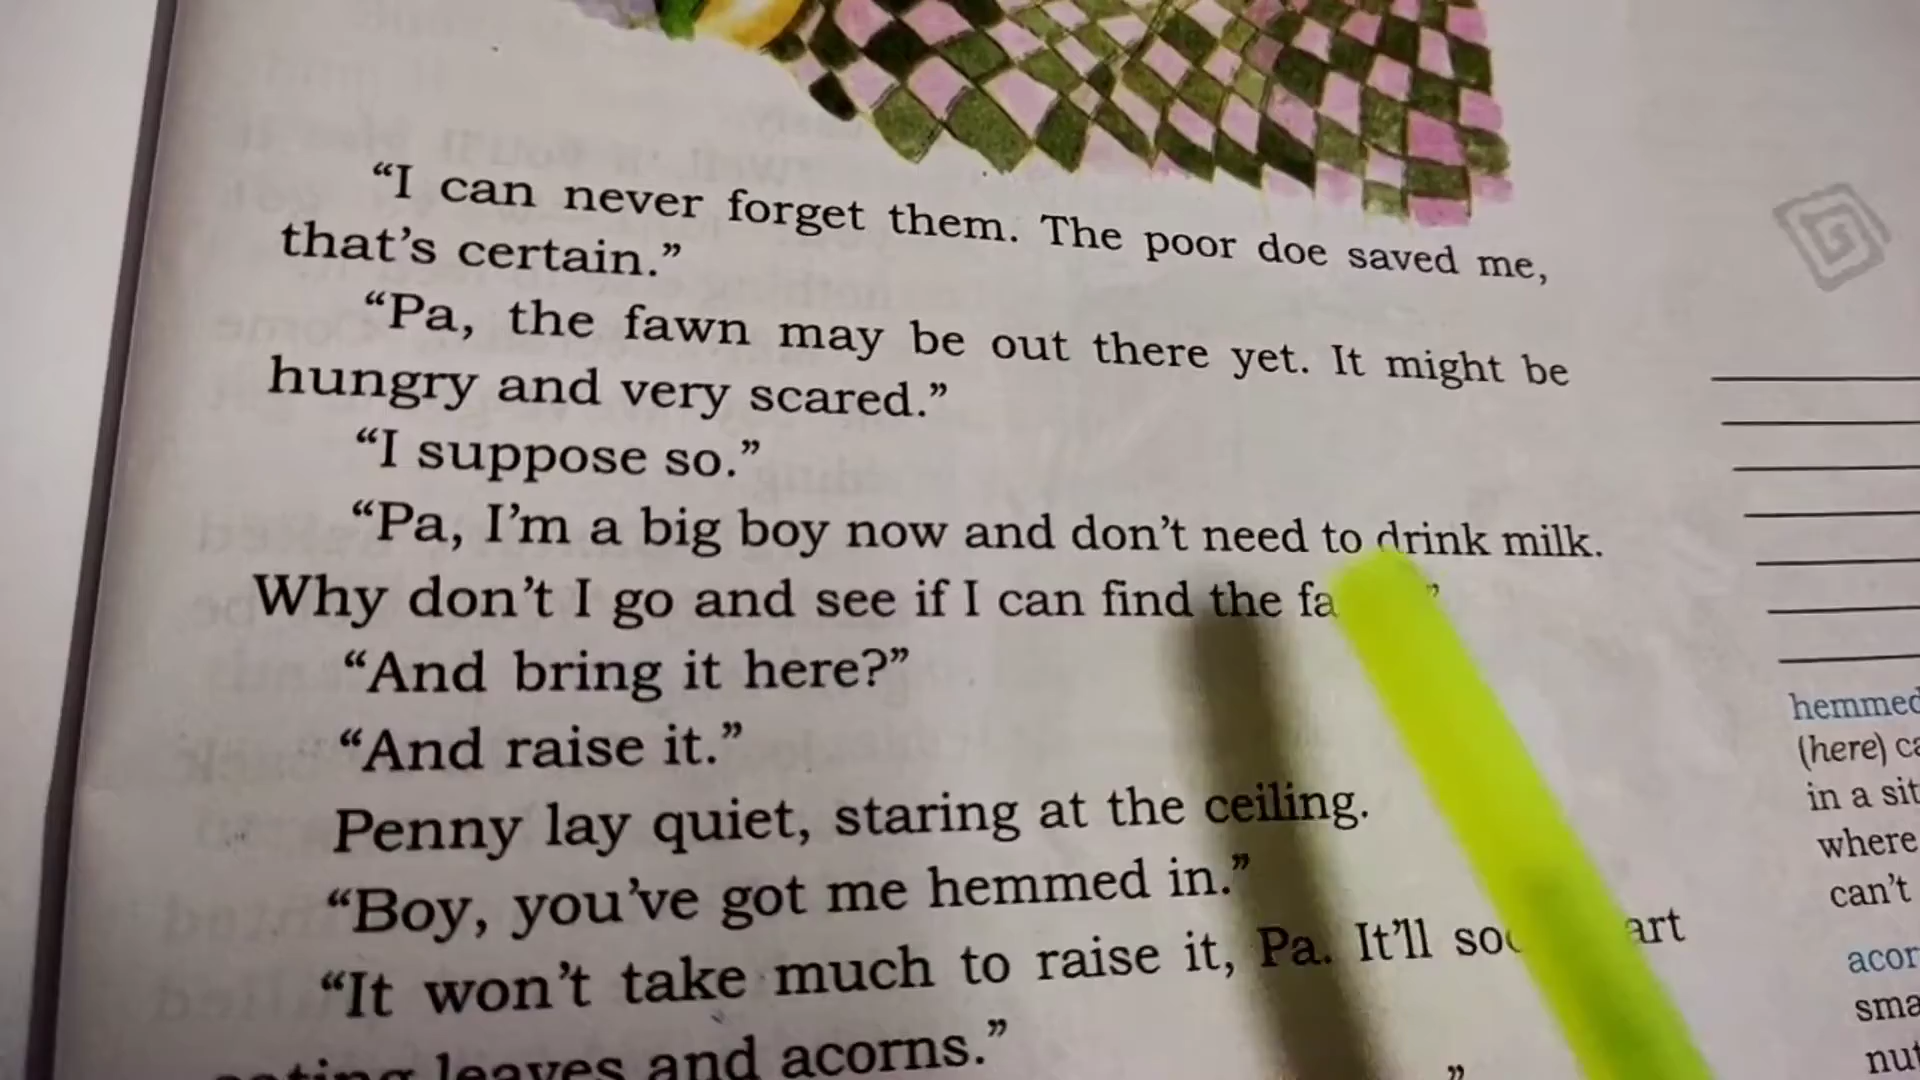 “I can never forget them. The poor doe saved me,
that’s certain.”
“Pa, the fawn may be out there yet. It might be
hungry and very scared.”
“I suppose so.”
“Pa, I’m a big boy now and don’t need to drink milk.
Why don’t I go and see if I can find the
“And bring it here?”
“And raise it.”
Penny lay quiet, staring at the ceiling.
“Boy, you’ve got me hemmed in.”
“It won’t take much to raise it, Pa. It’ll
leaves and acorns.”
hemmed
(here)
in a
where
can’t